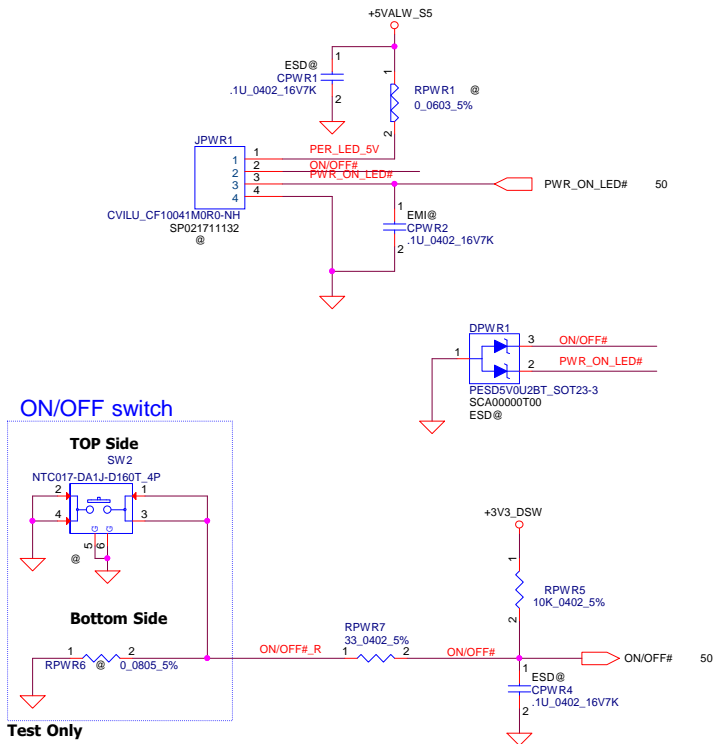 +5VALW_S5
1
ESD@
CPWR1
.1U_0402_16V7K
2
1
RPWR1 @
0_0603_5%
2
JPWR1
1 1 PER_LED_5V
2 2 ON/OFF#
3 3 PWR_ON_LED#
4 4
PWR_ON_LED# 50
CVILU_CF10041M0R0-NH
SP021711132
@
1
EMI@
CPWR2
.1U_0402_16V7K
2
DPWR1
3 ON/OFF#
1
2 PWR_ON_LED#
PESD5V0U2BT_SOT23-3
SCA00000T00
ESD@
ON/OFF switch
TOP Side
SW2
NTC017-DA1J-D160T_4P
2 1
4 3
G G
5 6
@
Bottom Side
1 2
RPWR6 @ 0_0805_5%
Test Only
ON/OFF#_R
RPWR7
33_0402_5%
1 2
ON/OFF#
+3V3_DSW
1
RPWR5
10K_0402_5%
2
ON/OFF# 50
1
ESD@
CPWR4
.1U_0402_16V7K
2